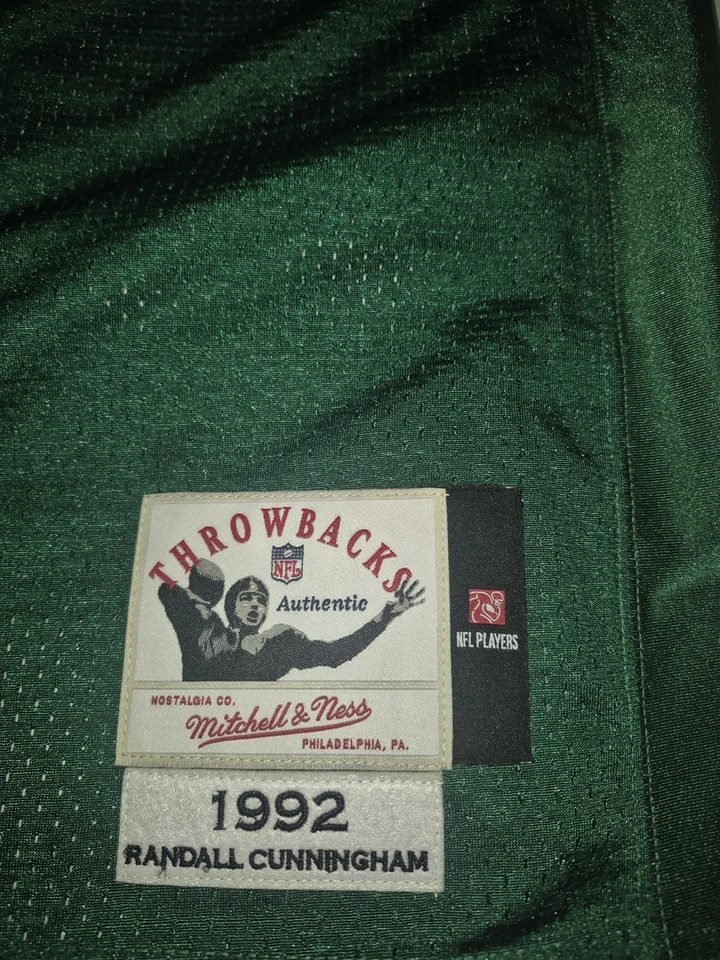 THROWBACKS
NFL
Authentic
NFL PLAYERS
NOSTALGIA CO.
Mitchell & Ness
PHILADELPHIA, PA.
1992
RANDALL CUNNINGHAM